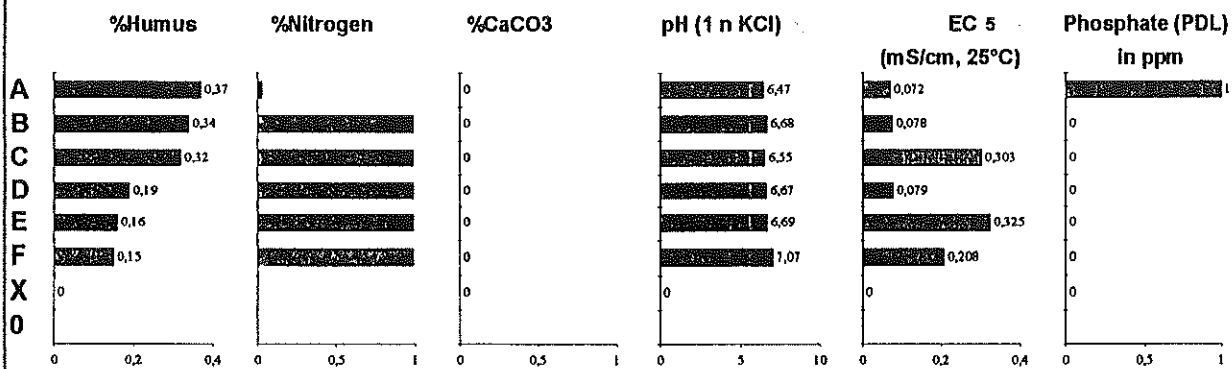 %Humus %Nitrogen %CaCO3 pH (1 n KCl) EC 5 Phosphate (PDL)
(mS/cm, 25°C) in ppm
A 0,37 0 6,47 0,072 1
B 0,34 0 6,68 0,078 0
C 0,32 0 6,55 0,303 0
D 0,19 0 6,67 0,079 0
E 0,16 0 6,69 0,325 0
F 0,15 0 7,07 0,208 0
X 0 0 0 0 0
0
0 0,2 0,4 0 0,5 1 0 0,5 1 0 5 10 0 0,2 0,4 0 1